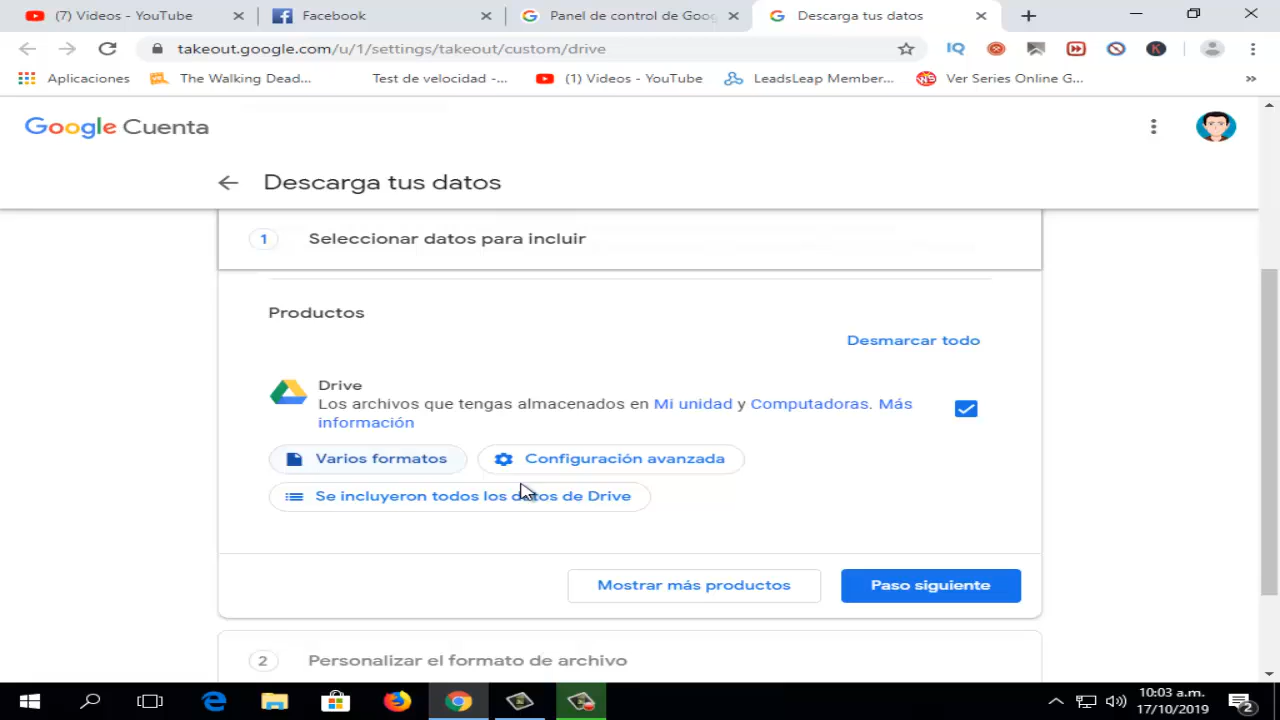 (7) Videos - YouTube
Facebook
Panel de control de Goog
Descarga tus datos
takeout.google.com/u/1/settings/takeout/custom/drive
IQ
K
Aplicaciones
The Walking Dead...
Test de velocidad -...
(1) Videos - YouTube
LeadsLeap Member...
Ver Series Online G...
»
Google Cuenta
Descarga tus datos
1 Seleccionar datos para incluir
Productos
Desmarcar todo
Drive
Los archivos que tengas almacenados en Mi unidad y Computadoras. Más
información
Varios formatos
Configuración avanzada
Se incluyeron todos los datos de Drive
Mostrar más productos
Paso siguiente
2 Personalizar el formato de archivo
10:03 a.m.
17/10/2019
2